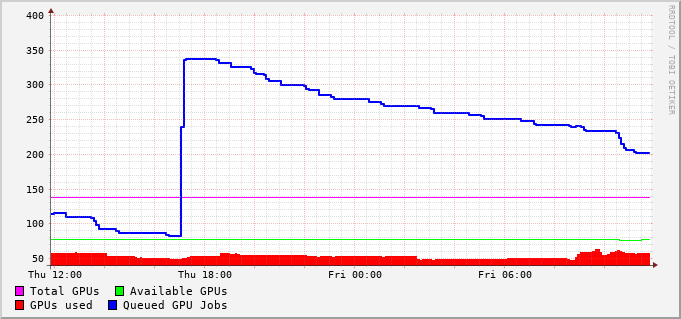 400
350
300
250
200
150
100
50
Thu 12:00 Thu 18:00 Fri 00:00 Fri 06:00
Total GPUs Available GPUs
GPUs used Queued GPU Jobs
RRDTOOL / TOBI OETIKER